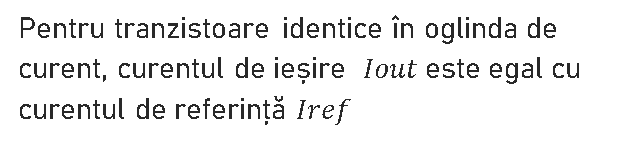 Pentru tranzistoare identice în oglinda de
curent, curentul de ieșire Iout este egal cu
curentul de referință Iref